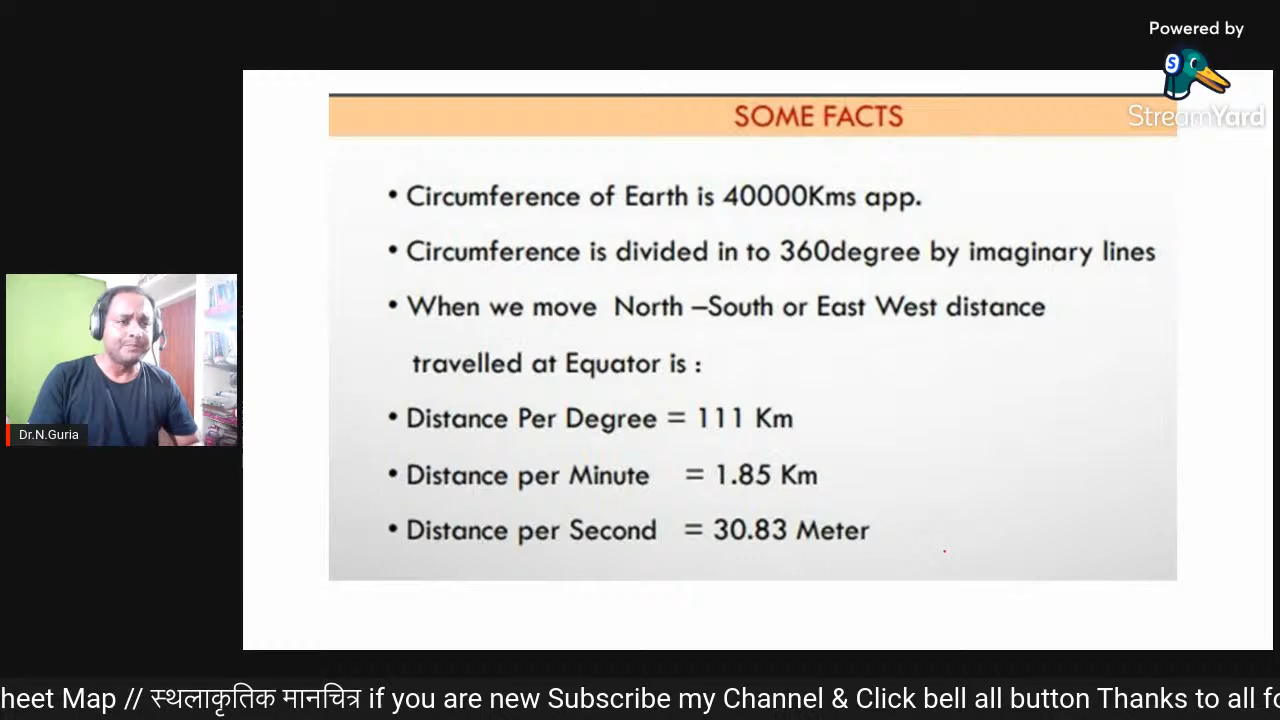 Powered by
StreamYard
SOME FACTS
• Circumference of Earth is 40000Kms app.
• Circumference is divided in to 360degree by imaginary lines
• When we move North –South or East West distance
travelled at Equator is :
• Distance Per Degree = 111 Km
• Distance per Minute = 1.85 Km
• Distance per Second = 30.83 Meter
Dr.N.Guria
heet Map // स्थलाकृतिक मानचित्र if you are new Subscribe my Channel & Click bell all button Thanks to all fo